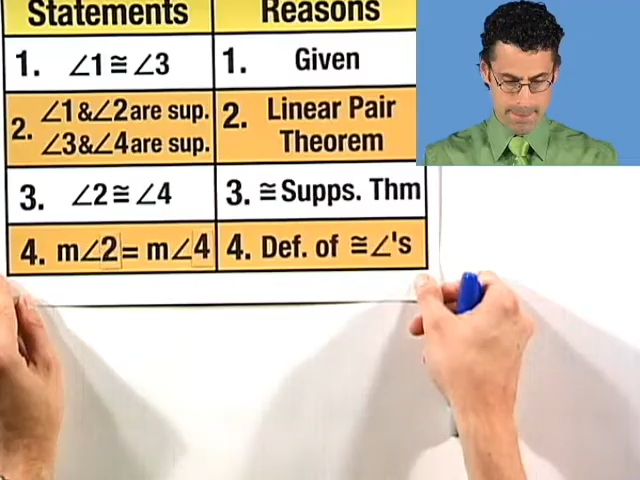 Statements Reasons
1. ∠1 ≅ ∠3 1. Given
2. ∠1 & ∠2 are sup. 2. Linear Pair
∠3 & ∠4 are sup. Theorem
3. ∠2 ≅ ∠4 3. ≅ Supps. Thm
4. m∠2 = m∠4 4. Def. of ≅ ∠'s